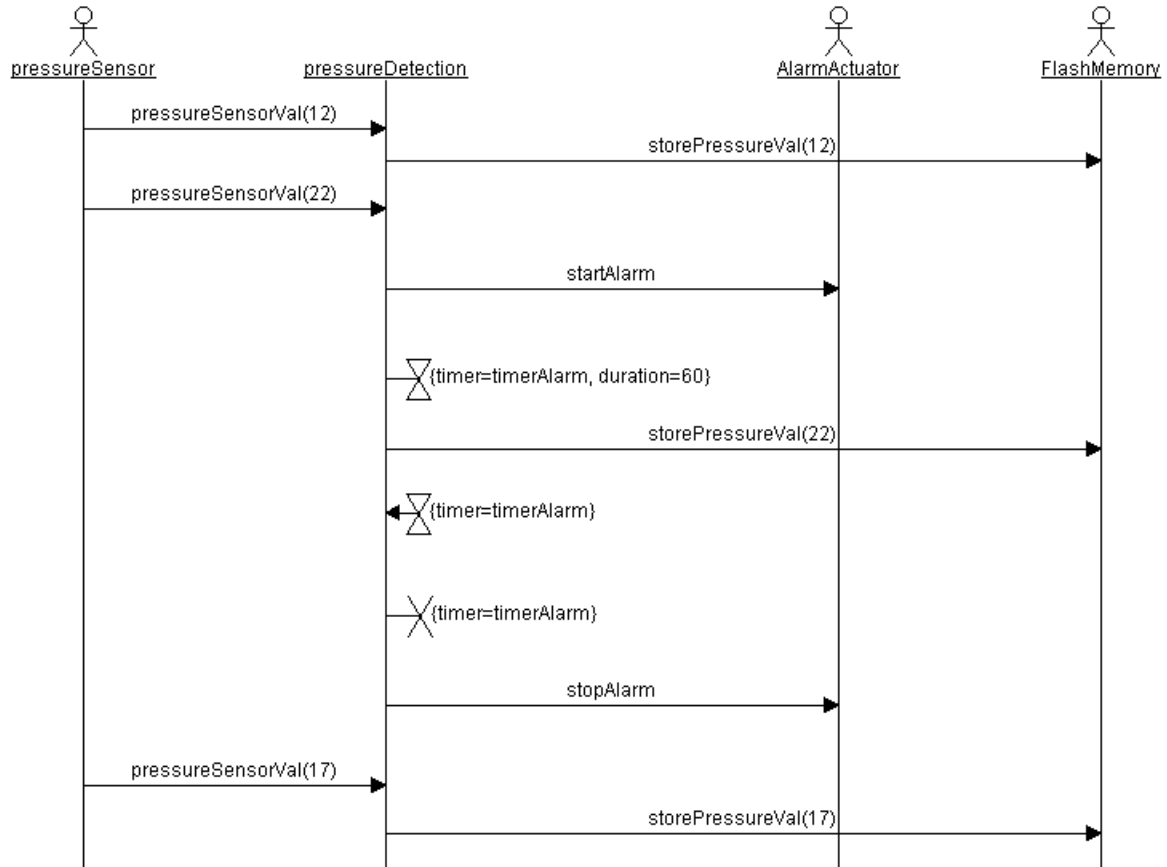 pressureSensor
pressureDetection
AlarmActuator
FlashMemory
pressureSensorVal(12)
storePressureVal(12)
pressureSensorVal(22)
startAlarm
{timer=timerAlarm, duration=60}
storePressureVal(22)
{timer=timerAlarm}
{timer=timerAlarm}
stopAlarm
pressureSensorVal(17)
storePressureVal(17)